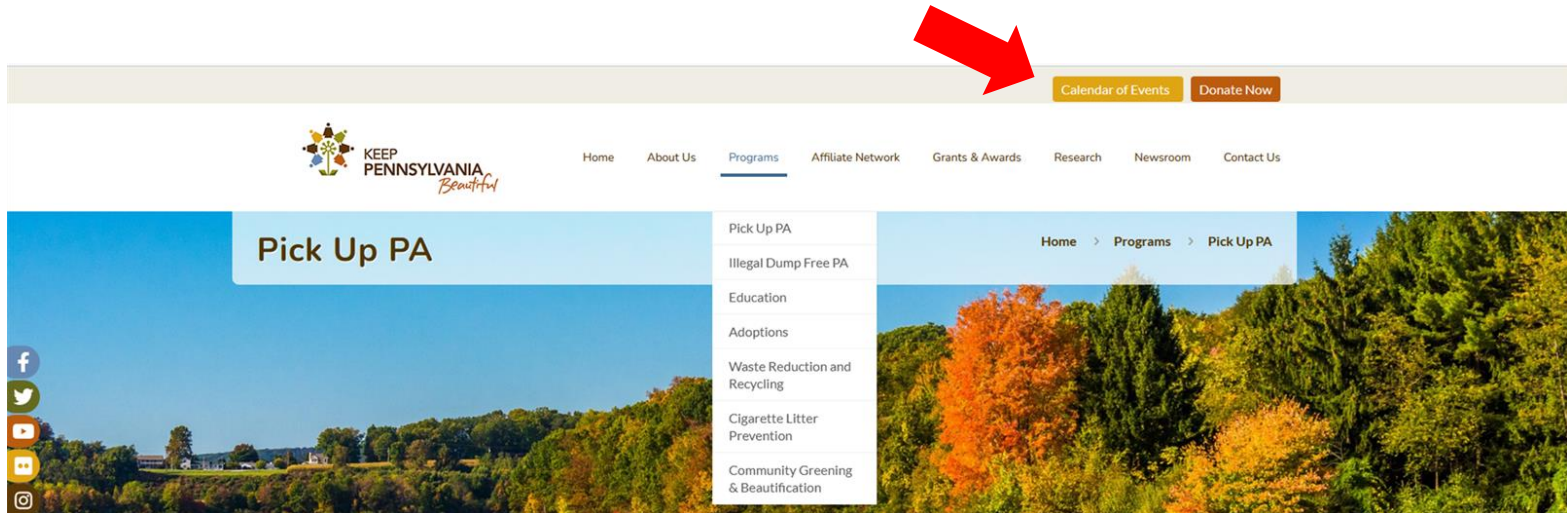 Calendar of Events Donate Now
KEEP
PENNSYLVANIA
Beautiful
Home About Us Programs Affiliate Network Grants & Awards Research Newsroom Contact Us
Pick Up PA
Home > Programs > Pick Up PA
Pick Up PA
Illegal Dump Free PA
Education
Adoptions
Waste Reduction and
Recycling
Cigarette Litter
Prevention
Community Greening
& Beautification